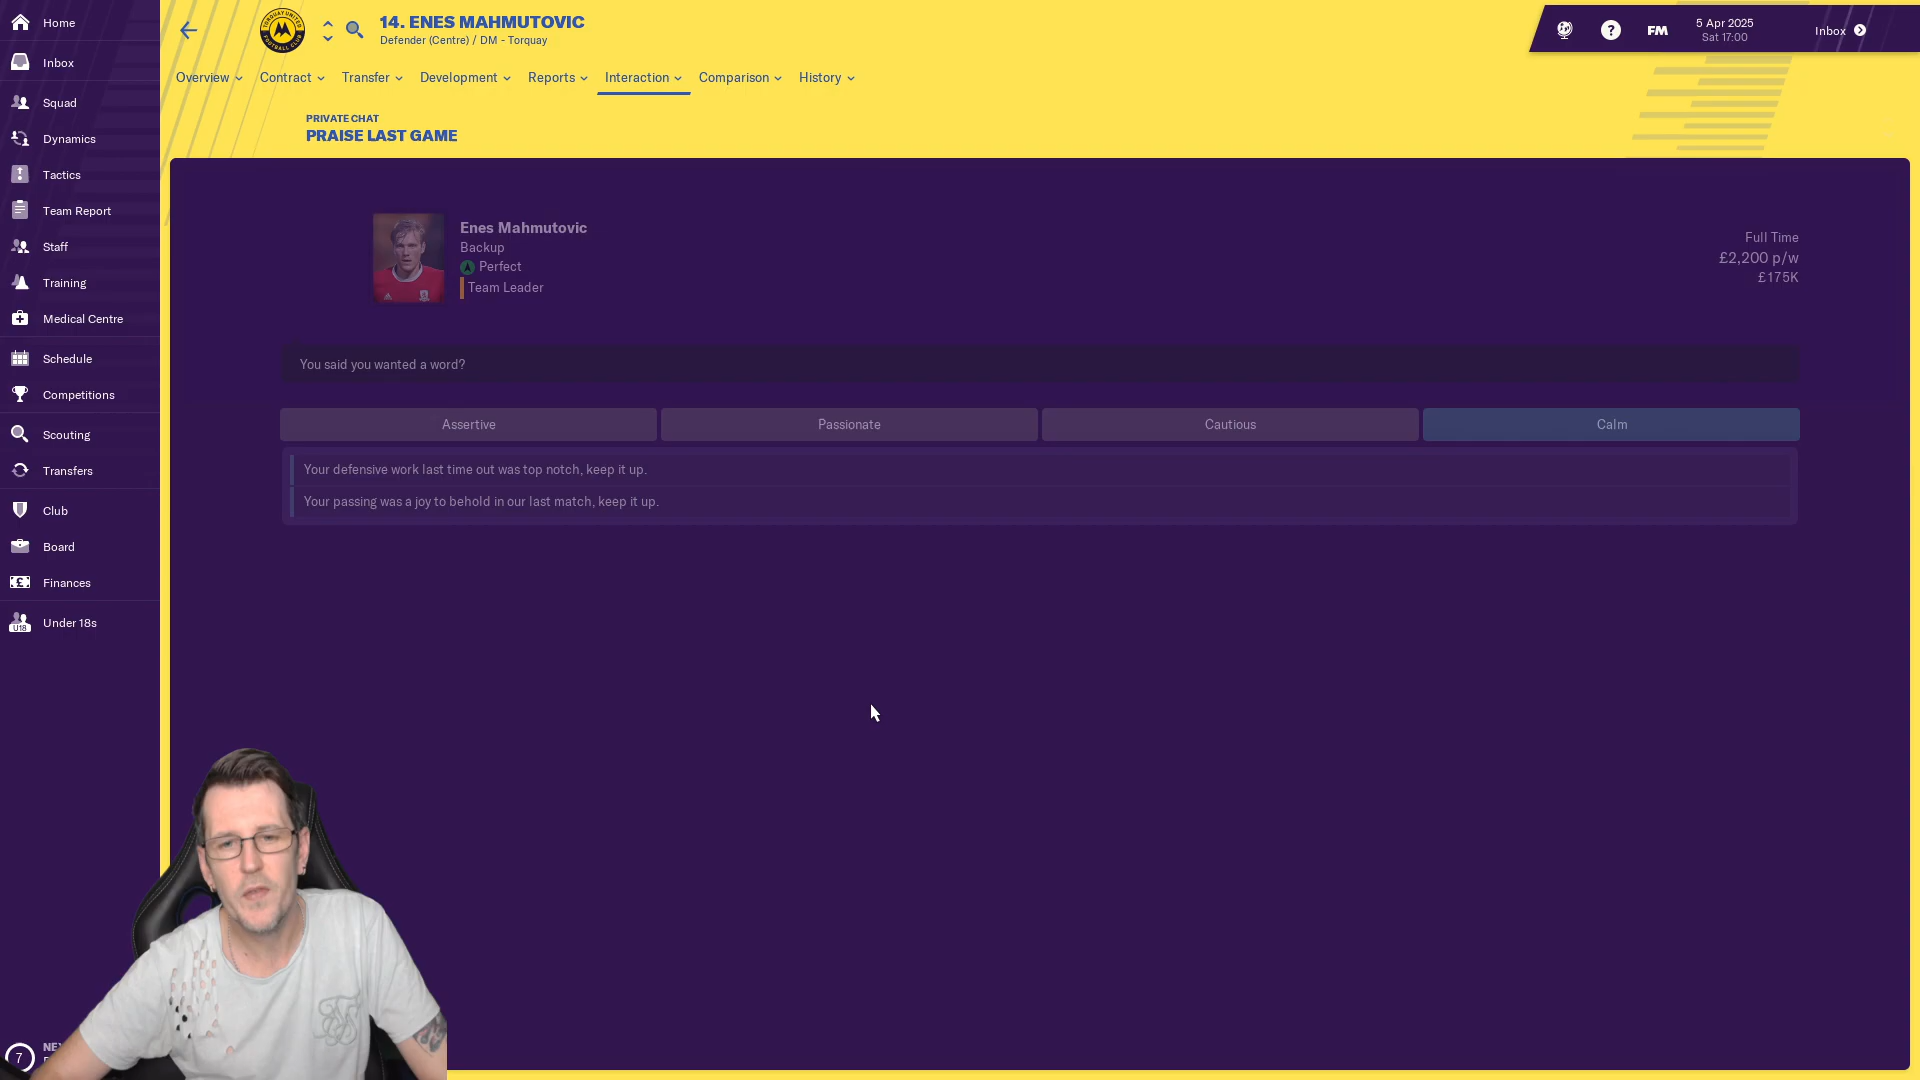 Home
Inbox
Squad
Dynamics
Tactics
Team Report
Staff
Training
Medical Centre
Schedule
Competitions
Scouting
Transfers
Club
Board
Finances
U18
Under 18s
7
14. ENES MAHMUTOVIC
Defender (Centre) / DM - Torquay
?
FM
5 Apr 2025
Sat 17:00
Inbox
Overview
Contract
Transfer
Development
Reports
Interaction
Comparison
History
PRIVATE CHAT
PRAISE LAST GAME
Enes Mahmutovic
Backup
Perfect
Team Leader
Full Time
£2,200 p/w
£175K
You said you wanted a word?
Assertive
Passionate
Cautious
Calm
Your defensive work last time out was top notch, keep it up.
Your passing was a joy to behold in our last match, keep it up.